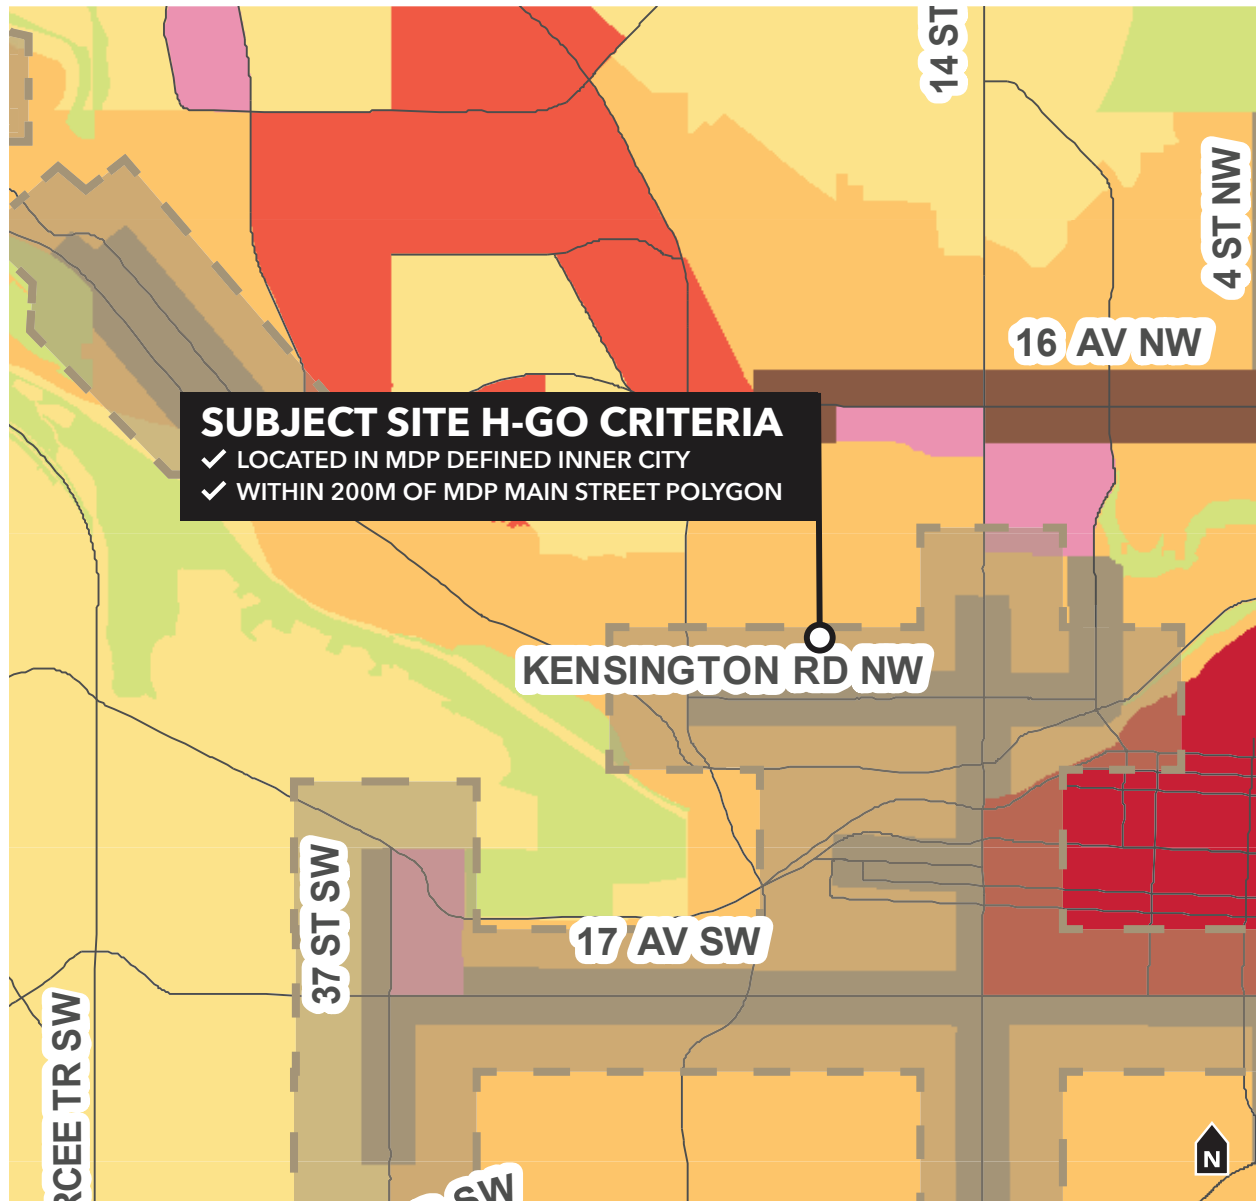 14 ST
4 ST NW
16 AV NW
SUBJECT SITE H-GO CRITERIA
✓ LOCATED IN MDP DEFINED INNER CITY
✓ WITHIN 200M OF MDP MAIN STREET POLYGON
KENSINGTON RD NW
37 ST SW
17 AV SW
RCEE TR SW
SW
N